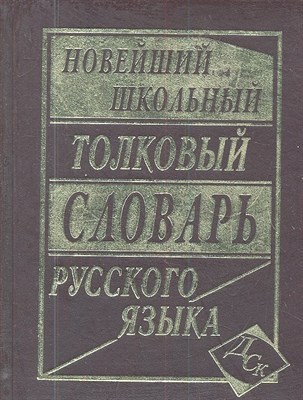 НОВЕЙШИЙ
ШКОЛЬНЫЙ
ТОЛКОВЫЙ
СЛОВАРЬ
РУССКОГО
ЯЗЫКА
ДСК